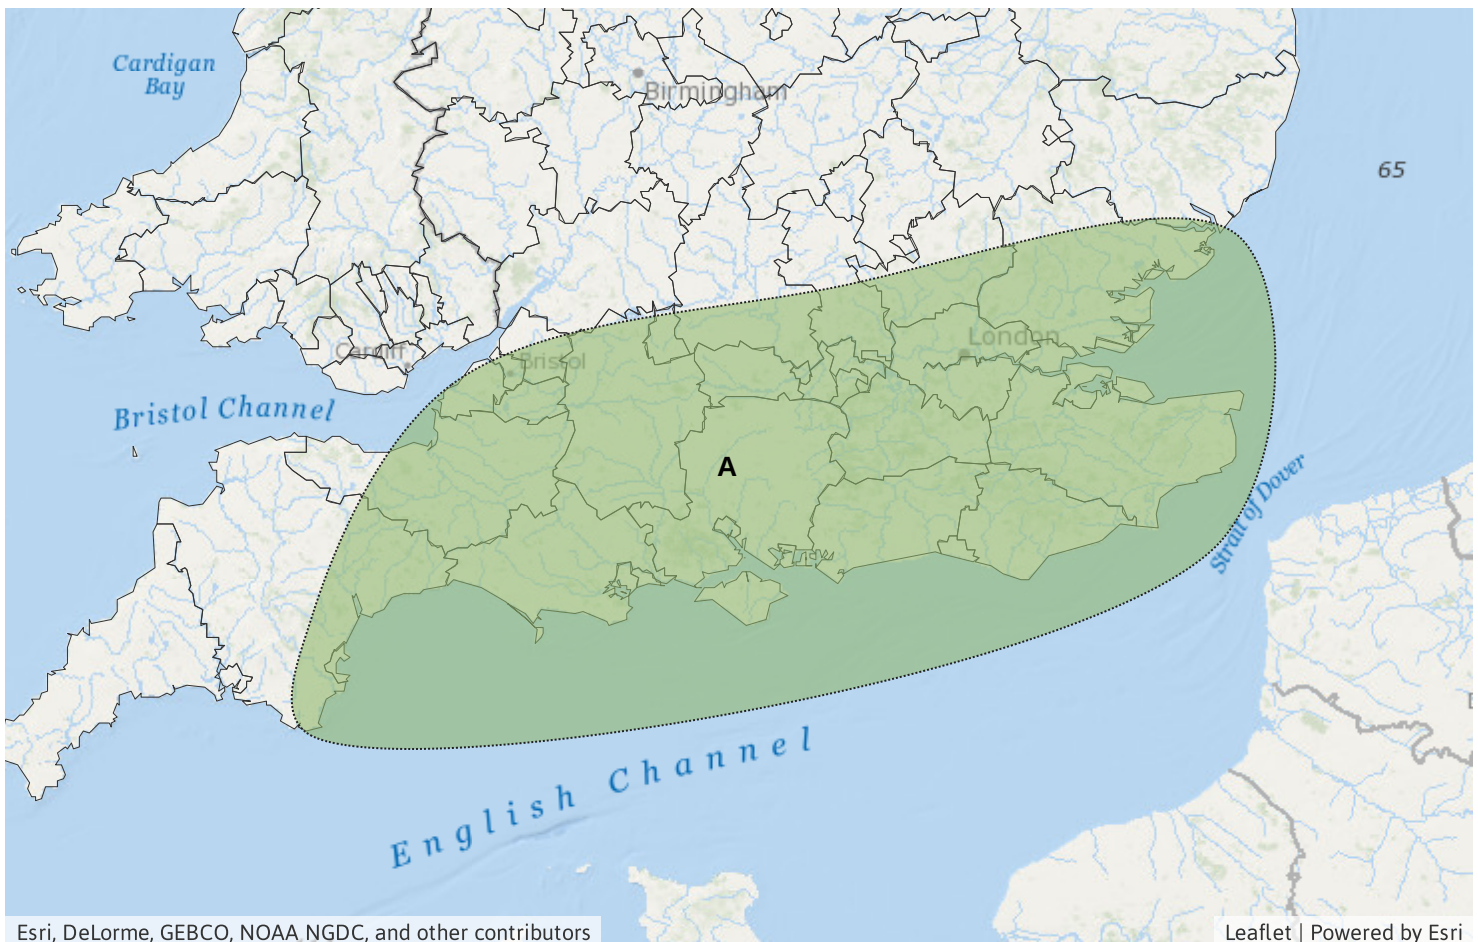 Cardigan
Bay
Birmingham
65
Cardiff
Bristol
London
Bristol Channel
A
Strait of Dover
English Channel
Esri, DeLorme, GEBCO, NOAA NGDC, and other contributors
Leaflet | Powered by Esri